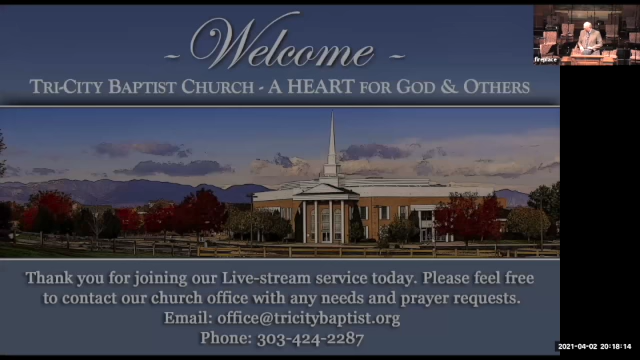 ~ Welcome ~
TRI-CITY BAPTIST CHURCH - A HEART FOR GOD & OTHERS
fireplace
Thank you for joining our Live-stream service today. Please feel free
to contact our church office with any needs and prayer requests.
Email: office@tricitybaptist.org
Phone: 303-424-2287
2021-04-02 20:18:14